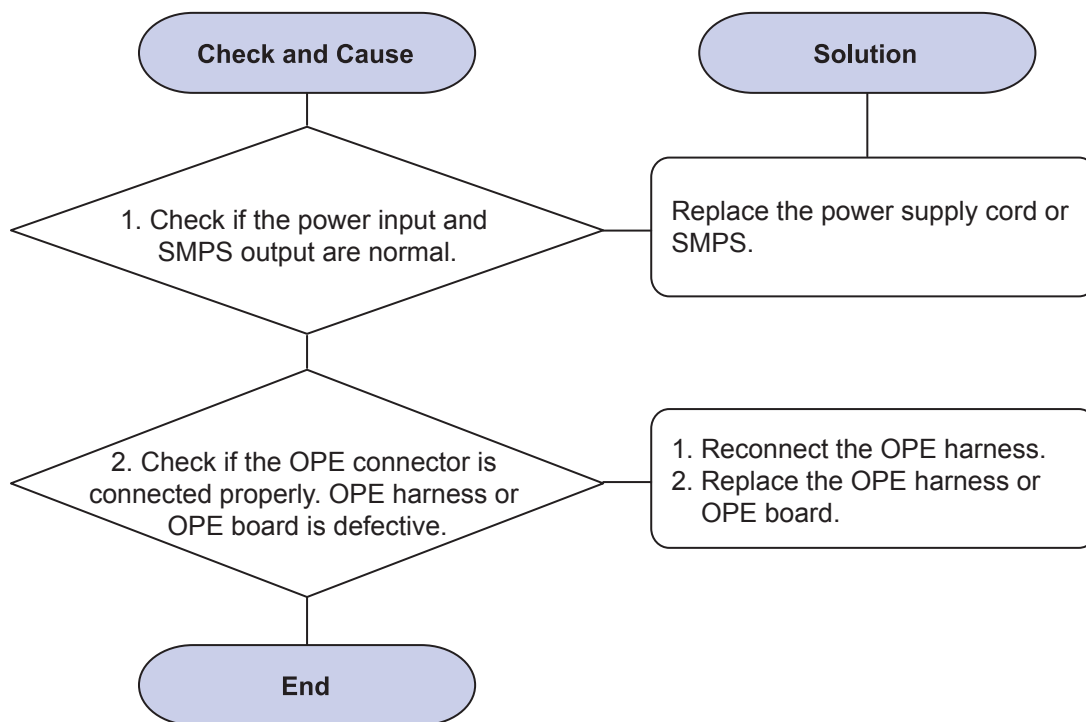 Check and Cause
Solution
1. Check if the power input and
SMPS output are normal.
Replace the power supply cord or
SMPS.
2. Check if the OPE connector is
connected properly. OPE harness or
OPE board is defective.
1. Reconnect the OPE harness.
2. Replace the OPE harness or
OPE board.
End